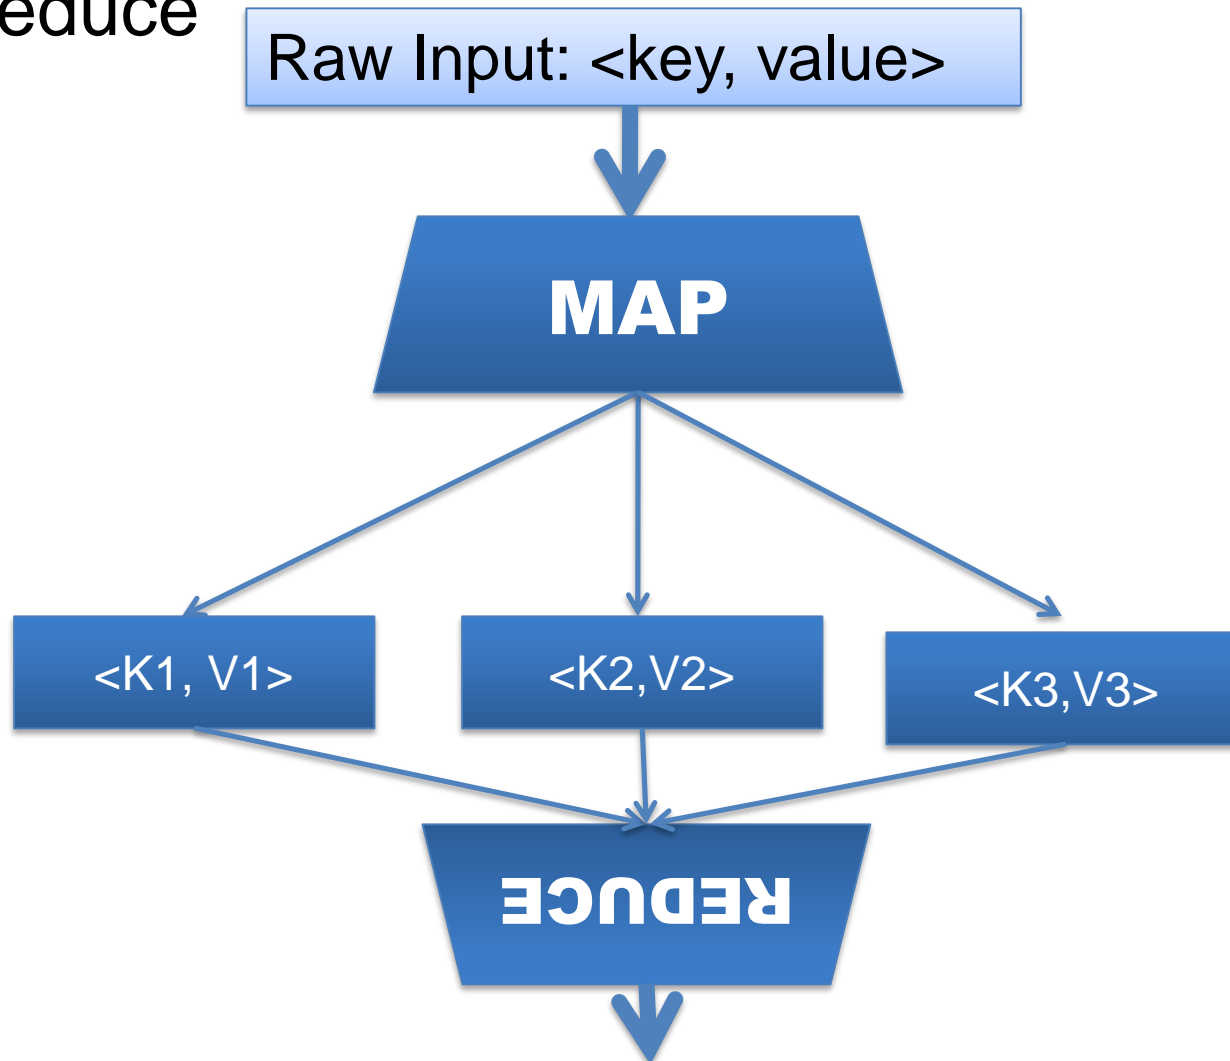 educe
Raw Input: <key, value>
MAP
<K1, V1>
<K2,V2>
<K3,V3>
REDUCE